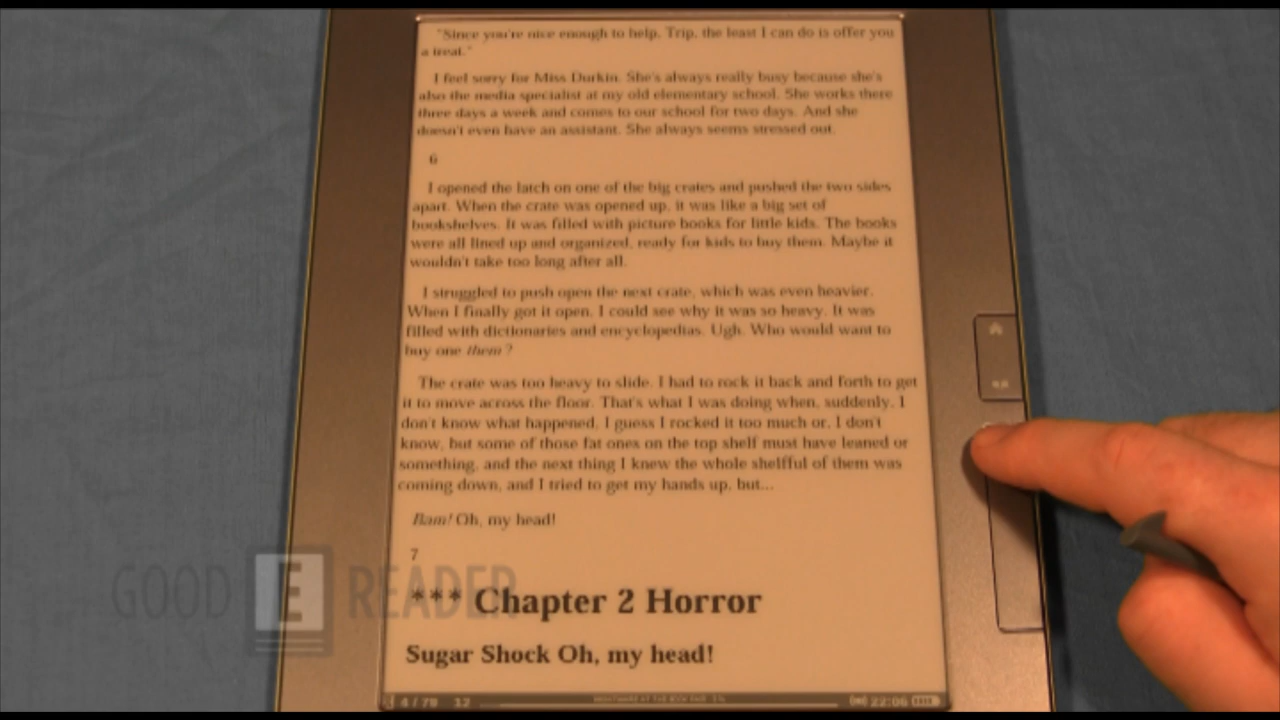 "Since you're nice enough to help, Trip, the least I can do is offer you
a treat."
I feel sorry for Miss Durkin. She's always really busy because she's
also the media specialist at my old elementary school. She works there
three days a week and comes to our school for two days. And she
doesn't even have an assistant. She always seems stressed out.
6
I opened the latch on one of the big crates and pushed the two sides
apart. When the crate was opened up, it was like a big set of
bookshelves. It was filled with picture books for little kids. The books
were all lined up and organized, ready for kids to buy them. Maybe it
wouldn't take too long after all.
I struggled to push open the next crate, which was even heavier.
When I finally got it open, I could see why it was so heavy. It was
filled with dictionaries and encyclopedias. Ugh. Who would want to
buy one them ?
The crate was too heavy to slide. I had to rock it back and forth to get
it to move across the floor. That's what I was doing when, suddenly, I
don't know what happened, I guess I rocked it too much or, I don't
know, but some of those fat ones on the top shelf must have leaned or
something, and the next thing I knew the whole shelfful of them was
coming down, and I tried to get my hands up, but...
Bam! Oh, my head!
7
*** Chapter 2 Horror
Sugar Shock Oh, my head!
4 / 79 12 22:06
GOOD E READER